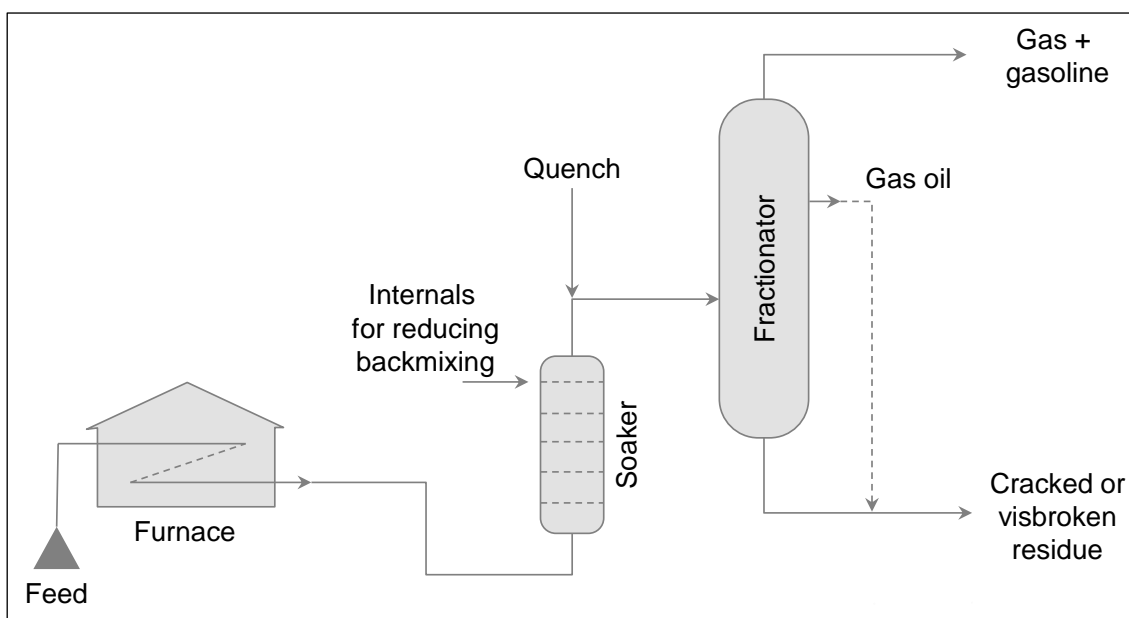 Gas +
gasoline
Quench
Gas oil
Fractionator
Internals
for reducing
backmixing
Soaker
Furnace
Feed
Cracked or
visbroken
residue